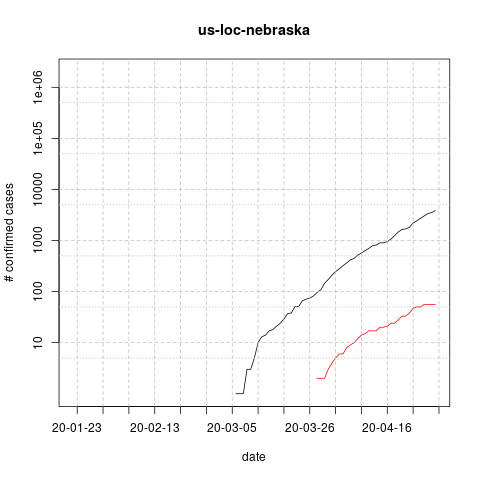 us-loc-nebraska
# confirmed cases
1e+06
1e+05
10000
1000
100
10
20-01-23 20-02-13 20-03-05 20-03-26 20-04-16
date